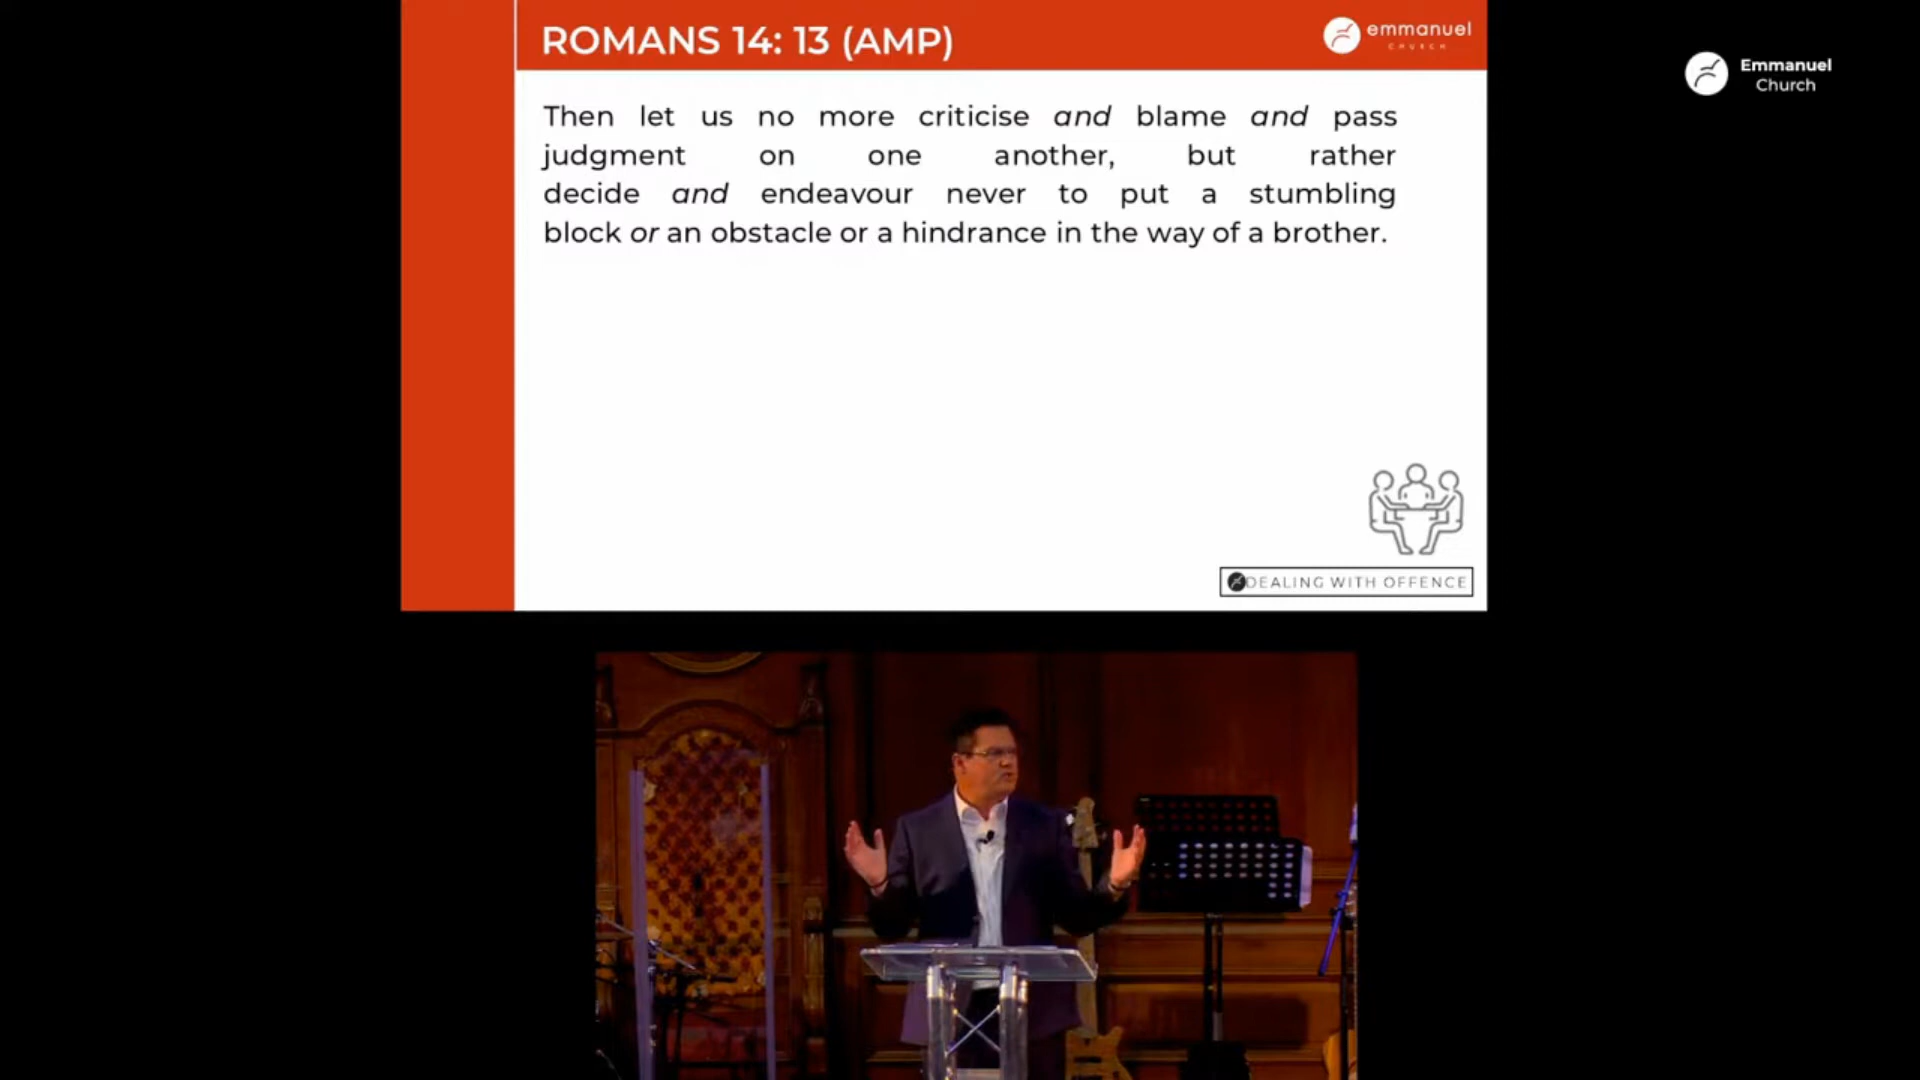 ROMANS 14: 13 (AMP)
emmanuel
CHURCH
Emmanuel
Church
Then let us no more criticise and blame and pass
judgment on one another, but rather
decide and endeavour never to put a stumbling
block or an obstacle or a hindrance in the way of a brother.
DEALING WITH OFFENCE